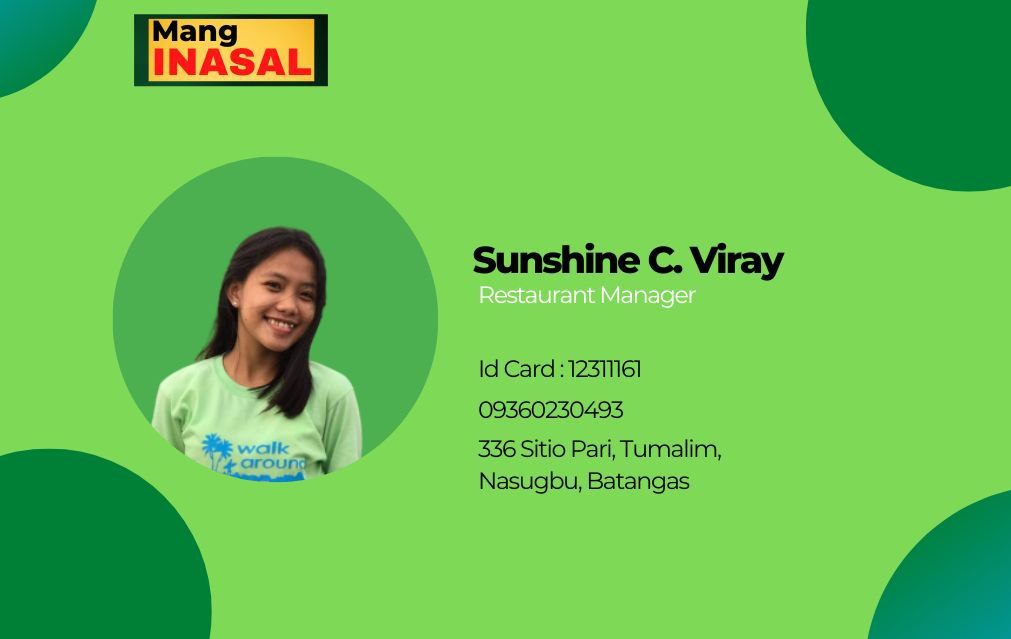 Mang
INASAL
Sunshine C. Viray
Restaurant Manager
Id Card : 12311161
09360230493
336 Sitio Pari, Tumalim,
Nasugbu, Batangas
walk
around